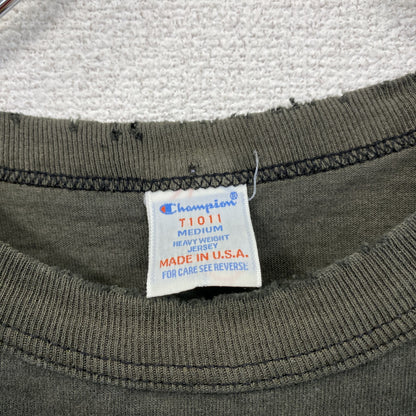 Champion®
T1011
MEDIUM
HEAVY WEIGHT
JERSEY
MADE IN U.S.A.
FOR CARE SEE REVERSE